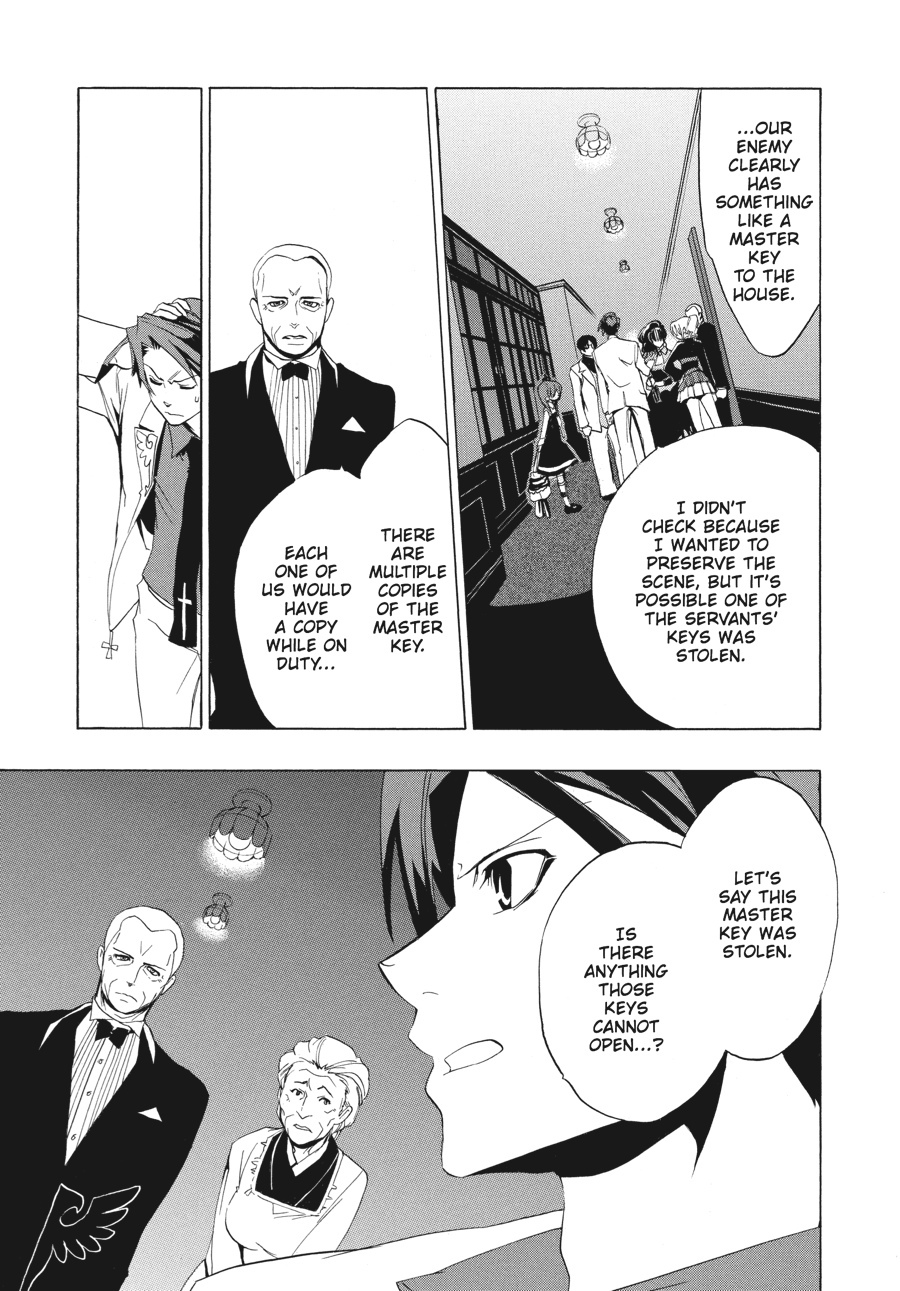 ...OUR
ENEMY
CLEARLY
HAS
SOMETHING
LIKE A
MASTER
KEY
TO THE
HOUSE.
I DIDN'T
CHECK BECAUSE
I WANTED TO
PRESERVE THE
SCENE, BUT IT'S
POSSIBLE ONE OF
THE SERVANTS'
KEYS WAS
STOLEN.
THERE
ARE
MULTIPLE
COPIES
OF THE
MASTER
KEY.
EACH
ONE OF
US WOULD
HAVE
A COPY
WHILE ON
DUTY...
LET'S
SAY THIS
MASTER
KEY WAS
STOLEN.
IS
THERE
ANYTHING
THOSE
KEYS
CANNOT
OPEN...?